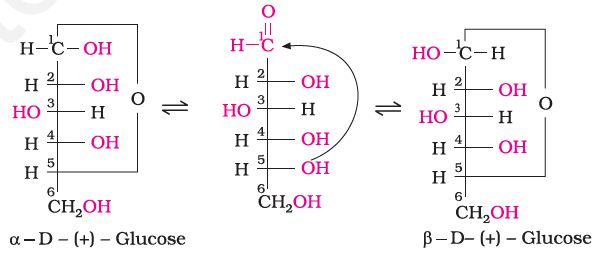 O
H–C–OH
1
H 2 OH
HO 3 H
H 4 OH
H 5
O
6
CH2OH
α – D – (+) – Glucose
⇌
O
H–C
1
H 2 OH
HO 3 H
H 4 OH
H 5 OH
6
CH2OH
⇌
HO–C–H
1
H 2 OH
HO 3 H
H 4 OH
H 5
O
6
CH2OH
β – D– (+) – Glucose